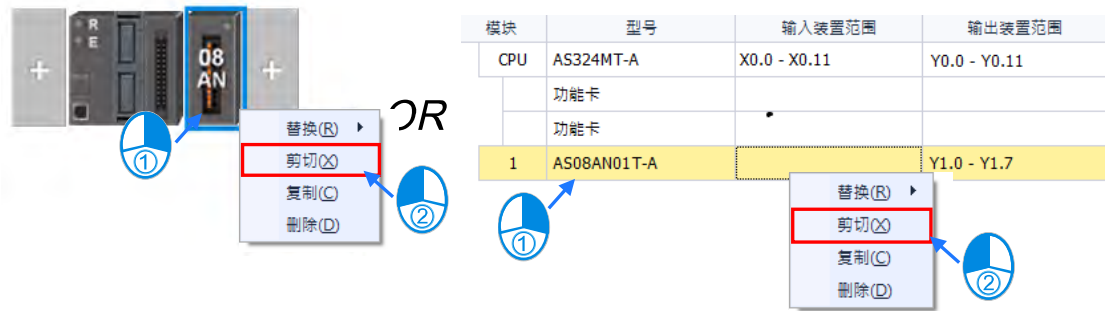 R
E
08
AN
替换(R)
剪切(X)
复制(C)
删除(D)
①
②
OR
模块 型号 输入装置范围 输出装置范围
CPU AS324MT-A X0.0 - X0.11 Y0.0 - Y0.11
功能卡
功能卡
1 AS08AN01T-A Y1.0 - Y1.7
替换(R)
剪切(X)
复制(C)
删除(D)
①
②